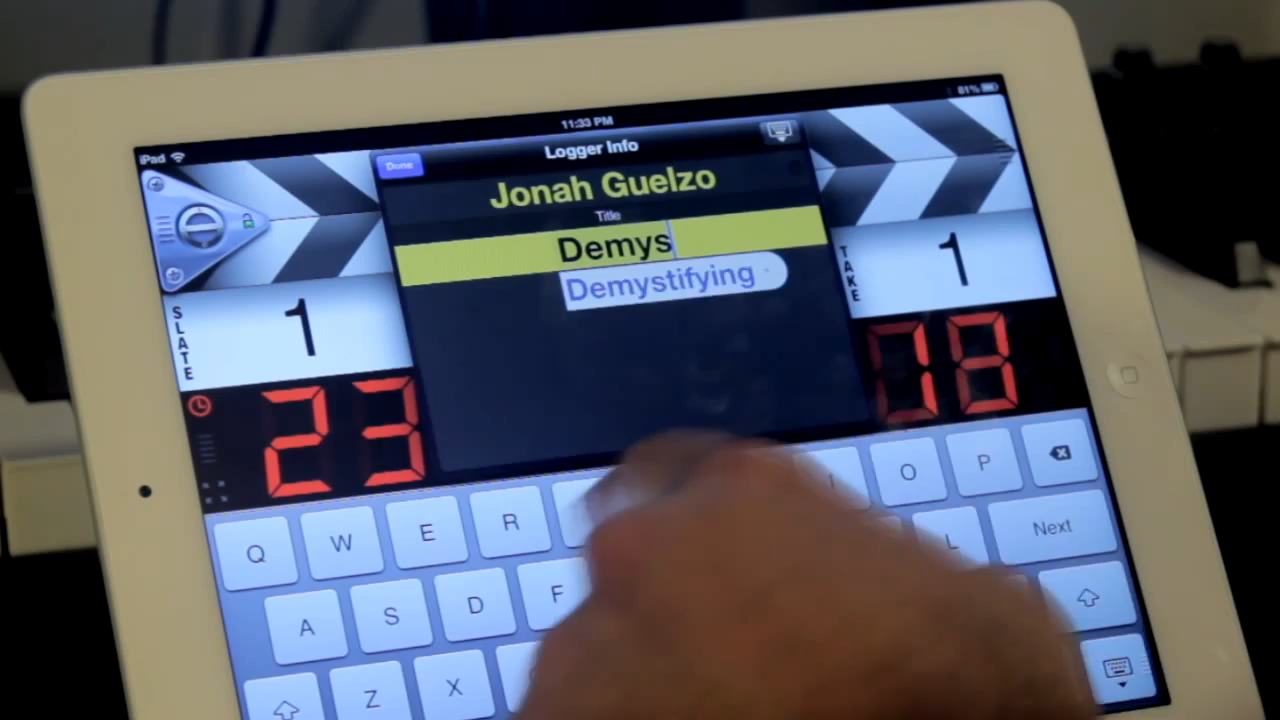 iPad 11:33 PM 81%
Done Logger Info
Jonah Guelzo
Title
Demys
Demystifying
SLATE 1
TAKE 1
23
78
Q W E R O P
Next
A S D F L
Z X